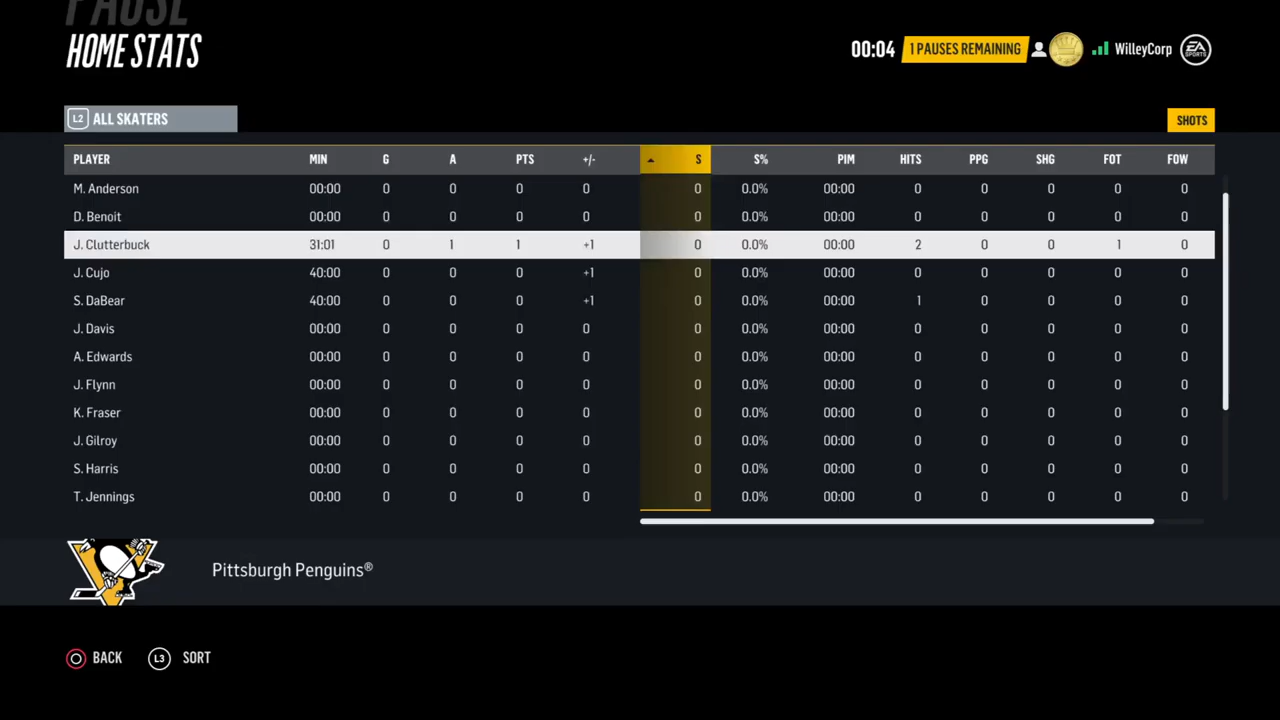 PAUSE
HOME STATS
00:04 1 PAUSES REMAINING WilleyCorp EA SPORTS
L2 ALL SKATERS SHOTS
PLAYER MIN G A PTS +/- S S% PIM HITS PPG SHG FOT FOW
M. Anderson 00:00 0 0 0 0 0 0.0% 00:00 0 0 0 0 0
D. Benoit 00:00 0 0 0 0 0 0.0% 00:00 0 0 0 0 0
J. Clutterbuck 31:01 0 1 1 +1 0 0.0% 00:00 2 0 0 1 0
J. Cujo 40:00 0 0 0 +1 0 0.0% 00:00 0 0 0 0 0
S. DaBear 40:00 0 0 0 +1 0 0.0% 00:00 1 0 0 0 0
J. Davis 00:00 0 0 0 0 0 0.0% 00:00 0 0 0 0 0
A. Edwards 00:00 0 0 0 0 0 0.0% 00:00 0 0 0 0 0
J. Flynn 00:00 0 0 0 0 0 0.0% 00:00 0 0 0 0 0
K. Fraser 00:00 0 0 0 0 0 0.0% 00:00 0 0 0 0 0
J. Gilroy 00:00 0 0 0 0 0 0.0% 00:00 0 0 0 0 0
S. Harris 00:00 0 0 0 0 0 0.0% 00:00 0 0 0 0 0
T. Jennings 00:00 0 0 0 0 0 0.0% 00:00 0 0 0 0 0
Pittsburgh Penguins®
BACK L3 SORT